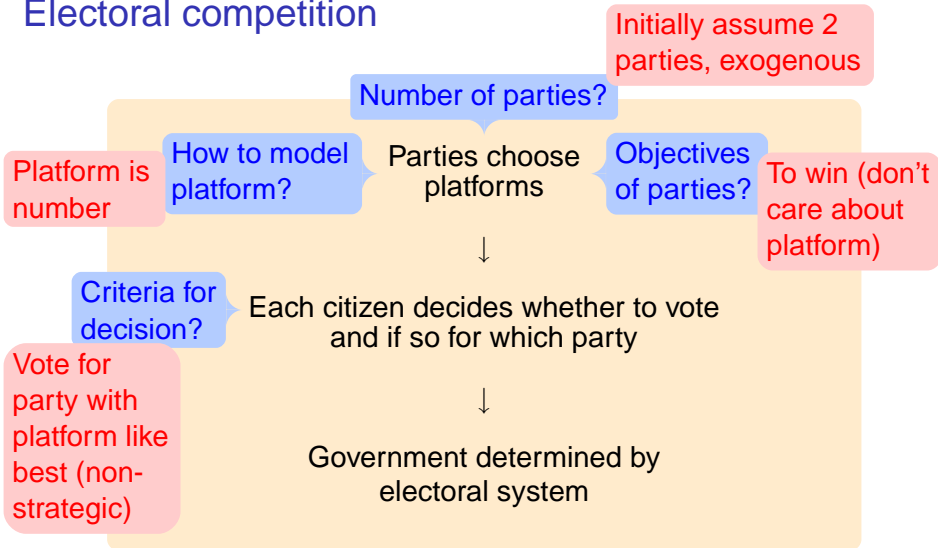 Electoral competition
Initially assume 2
parties, exogenous
Number of parties?
How to model
platform?
Platform is
number
Parties choose
platforms
Objectives
of parties?
To win (don't
care about
platform)
↓
Criteria for
decision?
Each citizen decides whether to vote
and if so for which party
Vote for
party with
platform like
best (non-
strategic)
↓
Government determined by
electoral system